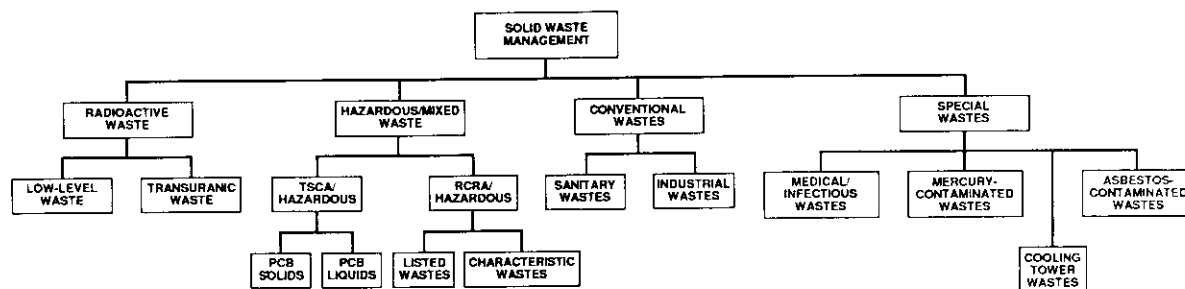 SOLID WASTE
MANAGEMENT
RADIOACTIVE
WASTE
HAZARDOUS/MIXED
WASTE
CONVENTIONAL
WASTES
SPECIAL
WASTES
LOW-LEVEL
WASTE
TRANSURANIC
WASTE
TSCA/
HAZARDOUS
RCRA/
HAZARDOUS
SANITARY
WASTES
INDUSTRIAL
WASTES
MEDICAL/
INFECTIOUS
WASTES
MERCURY-
CONTAMINATED
WASTES
ASBESTOS-
CONTAMINATED
WASTES
PCB
SOLIDS
PCB
LIQUIDS
LISTED
WASTES
CHARACTERISTIC
WASTES
COOLING
TOWER
WASTES